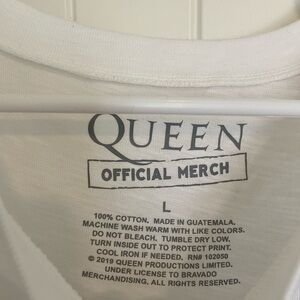 QUEEN
OFFICIAL MERCH
L
100% COTTON. MADE IN GUATEMALA.
MACHINE WASH WARM WITH LIKE COLORS.
DO NOT BLEACH. TUMBLE DRY LOW.
TURN INSIDE OUT TO PROTECT PRINT.
COOL IRON IF NEEDED. RN# 102050
© 2019 QUEEN PRODUCTIONS LIMITED.
UNDER LICENSE TO BRAVADO
MERCHANDISING. ALL RIGHTS RESERVED.